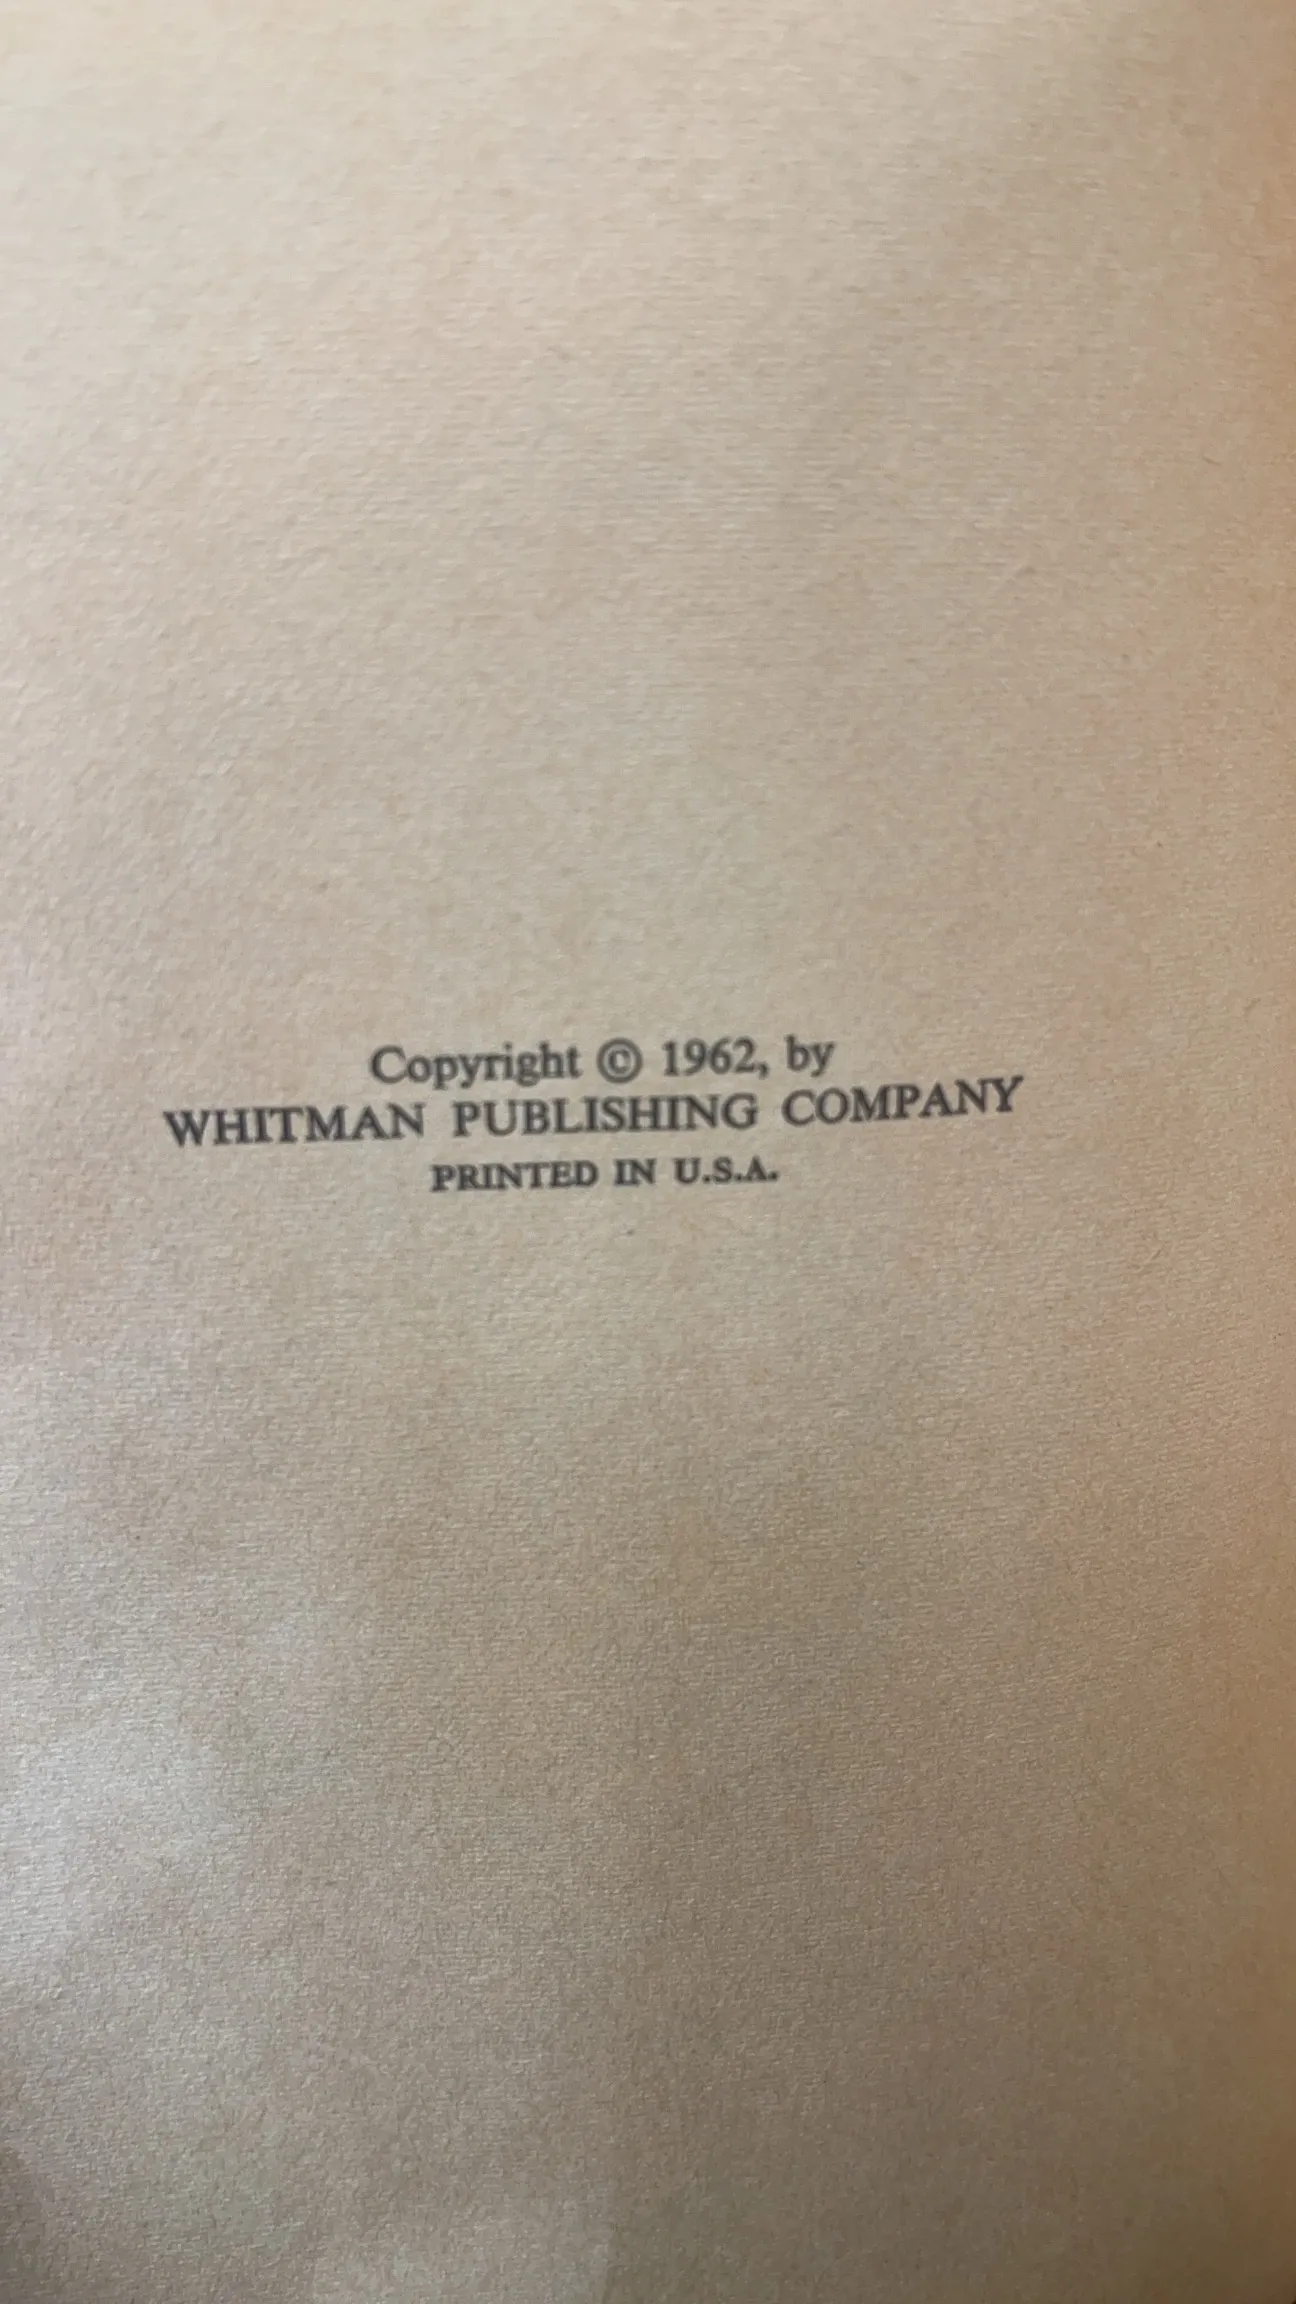 Copyright © 1962, by
WHITMAN PUBLISHING COMPANY
PRINTED IN U.S.A.